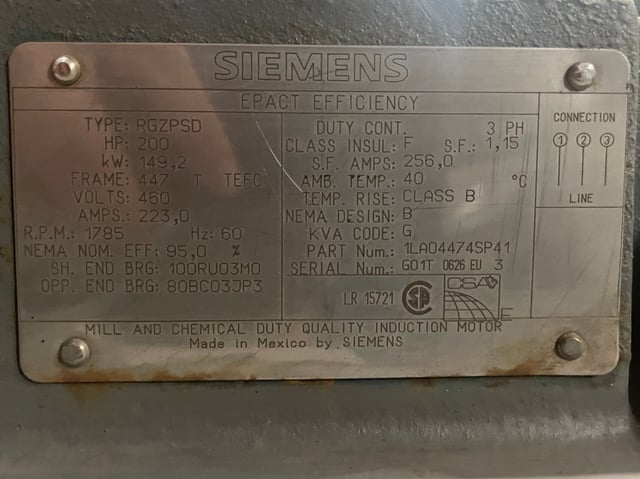 SIEMENS
EPACT EFFICIENCY
TYPE: RGZPSD
HP: 200
kW: 149,2
FRAME: 447 T TEFC
VOLTS: 460
AMPS.: 223,0
R.P.M.: 1785 Hz: 60
NEMA NOM. EFF: 95,0 %
SH. END BRG: 100RU03M0
OPP. END BRG: 80BC03JP3
DUTY CONT. 3 PH
CLASS INSUL: F S.F.: 1,15
S.F. AMPS: 256,0
AMB. TEMP.: 40 °C
TEMP. RISE: CLASS B
NEMA DESIGN: B
KVA CODE: G
PART Num.: 1LA04474SP41
SERIAL Num.: G01T 0626 EU 3
LR 15721
CSA
E
CONNECTION
1 2 3
LINE
MILL AND CHEMICAL DUTY QUALITY INDUCTION MOTOR
Made in Mexico by SIEMENS